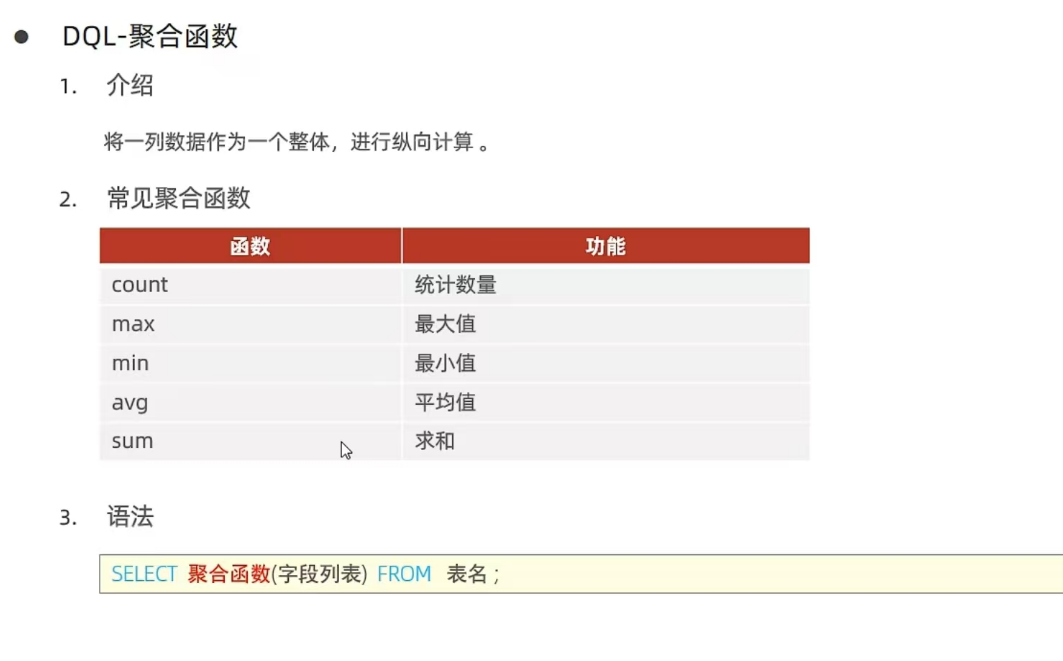 ● DQL-聚合函数
1. 介绍
将一列数据作为一个整体，进行纵向计算 。
2. 常见聚合函数
函数 功能
count 统计数量
max 最大值
min 最小值
avg 平均值
sum 求和
3. 语法
SELECT 聚合函数(字段列表) FROM 表名 ;